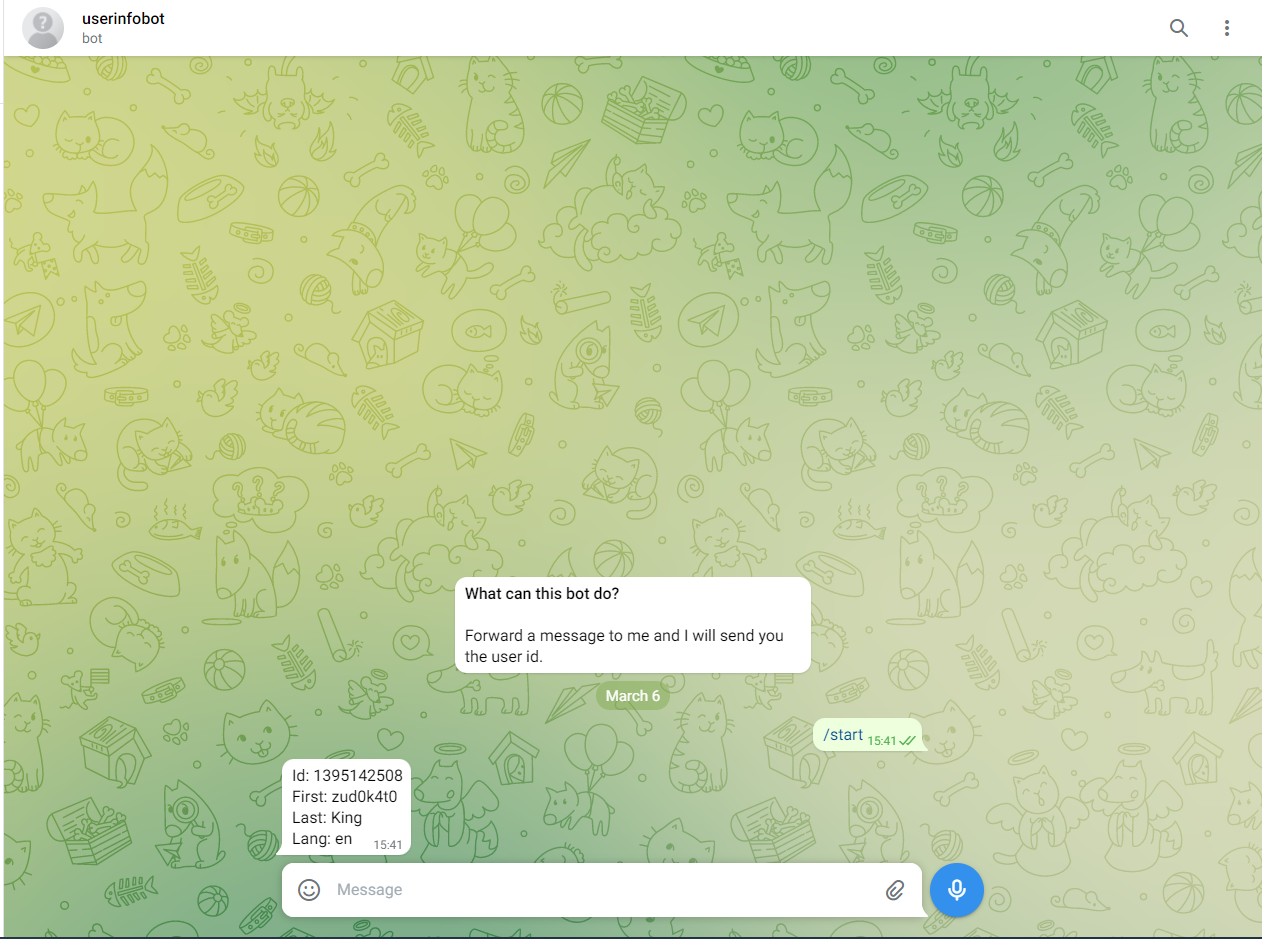 userinfobot
bot
What can this bot do?
Forward a message to me and I will send you
the user id.
March 6
/start 15:41
Id: 1395142508
First: zud0k4t0
Last: King
Lang: en 15:41
Message